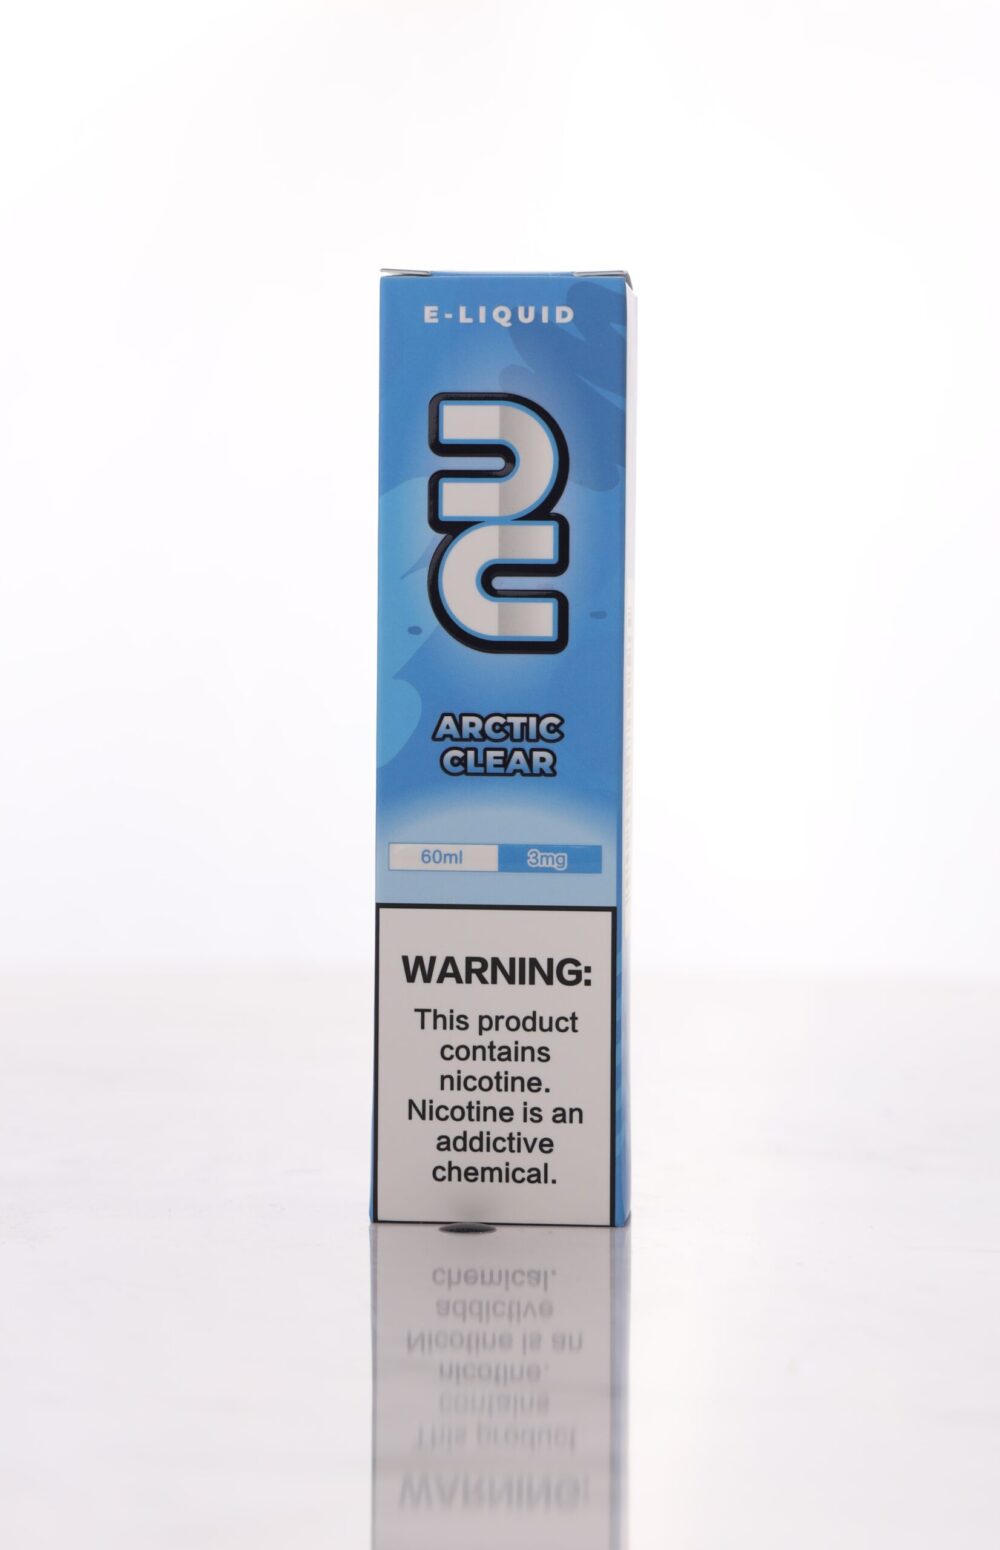 E-LIQUID
ARCTIC
CLEAR
60ml 3mg
WARNING:
This product
contains
nicotine.
Nicotine is an
addictive
chemical.